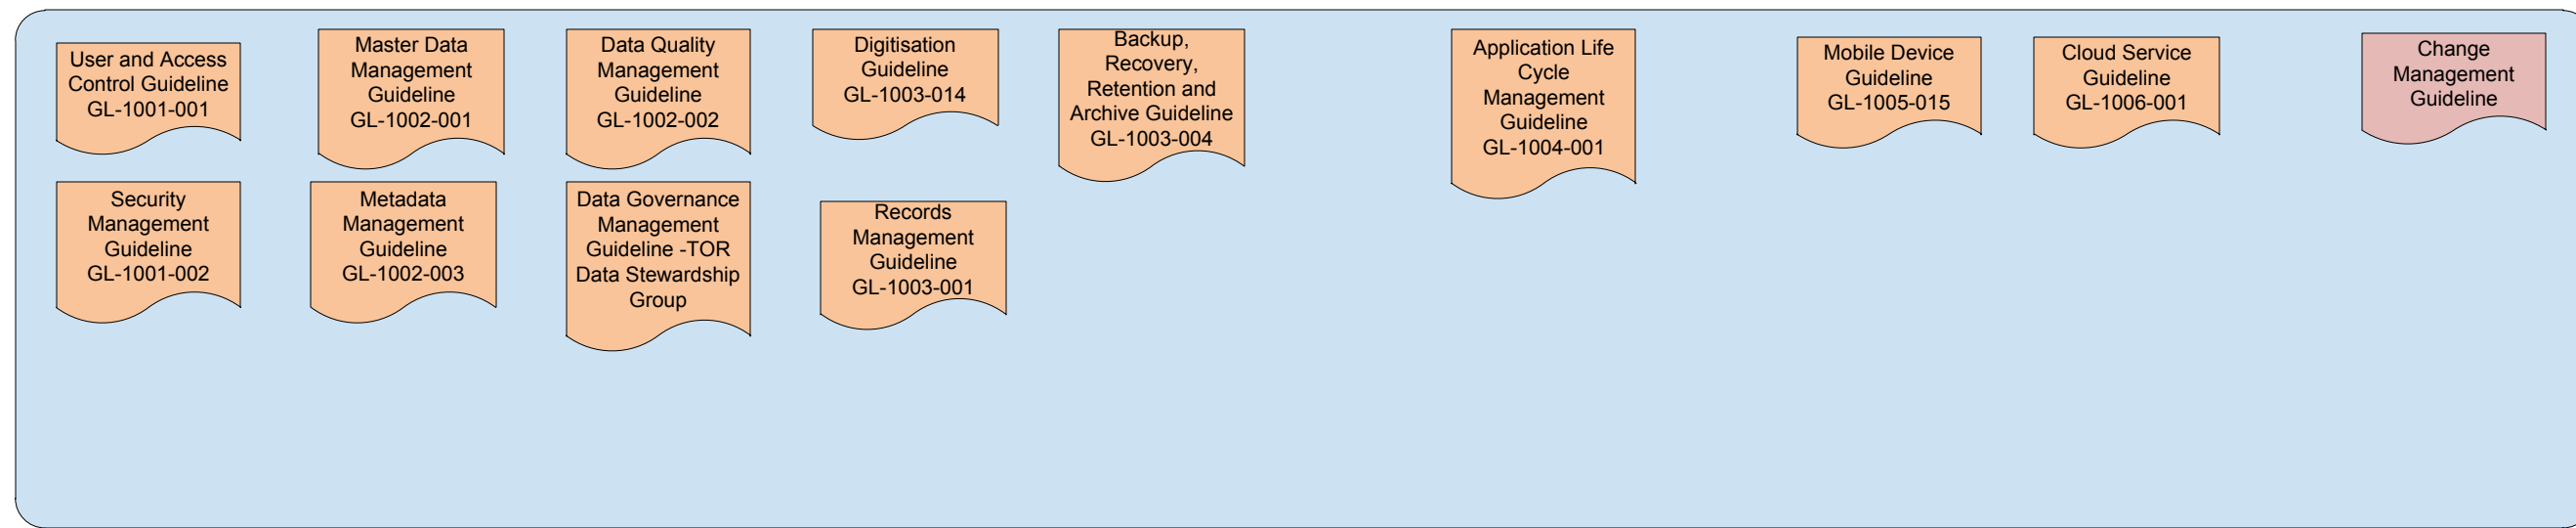 User and Access
Control Guideline
GL-1001-001
Master Data
Management
Guideline
GL-1002-001
Data Quality
Management
Guideline
GL-1002-002
Digitisation
Guideline
GL-1003-014
Backup,
Recovery,
Retention and
Archive Guideline
GL-1003-004
Application Life
Cycle
Management
Guideline
GL-1004-001
Mobile Device
Guideline
GL-1005-015
Cloud Service
Guideline
GL-1006-001
Change
Management
Guideline
Security
Management
Guideline
GL-1001-002
Metadata
Management
Guideline
GL-1002-003
Data Governance
Management
Guideline -TOR
Data Stewardship
Group
Records
Management
Guideline
GL-1003-001